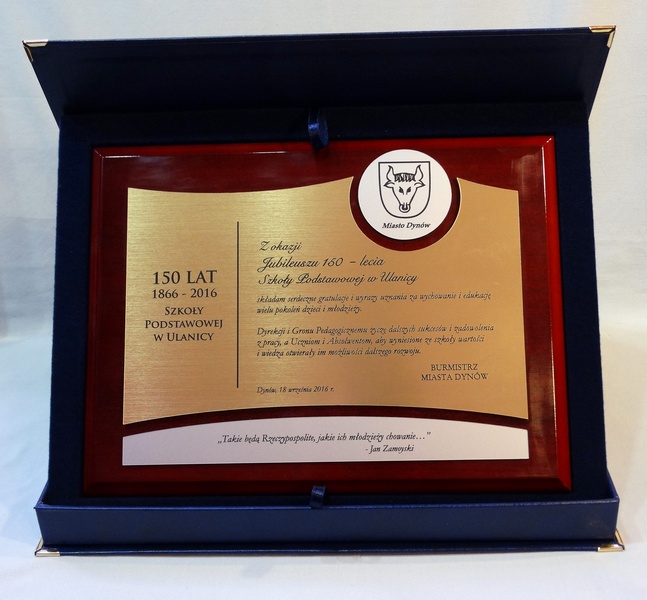 Miasto Dynów
150 LAT
1866 - 2016
SZKOŁY
PODSTAWOWEJ
W ULANICY
Z okazji
Jubileuszu 150 - lecia
Szkoły Podstawowej w Ulanicy
składam serdeczne gratulacje i wyrazy uznania za wychowanie i edukację
wielu pokoleń dzieci i młodzieży.
Dyrekcji i Gronu Pedagogicznemu życzę dalszych sukcesów i zadowolenia
z pracy, a Uczniom i Absolwentom, aby wyniesione ze szkoły wartości
i wiedza otwierały im możliwości dalszego rozwoju.
BURMISTRZ
MIASTA DYNÓW
Dynów, 18 września 2016 r.
„Takie będą Rzeczypospolite, jakie ich młodzieży chowanie…”
- Jan Zamoyski